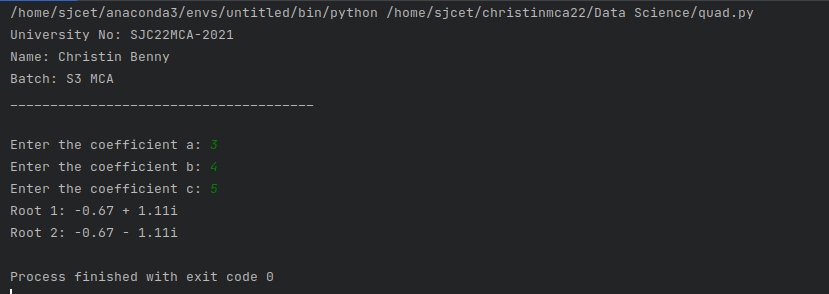 /home/sjcet/anaconda3/envs/untitled/bin/python /home/sjcet/christinmca22/Data Science/quad.py
University No: SJC22MCA-2021
Name: Christin Benny
Batch: S3 MCA
______________________________________
Enter the coefficient a: 3
Enter the coefficient b: 4
Enter the coefficient c: 5
Root 1: -0.67 + 1.11i
Root 2: -0.67 - 1.11i
Process finished with exit code 0